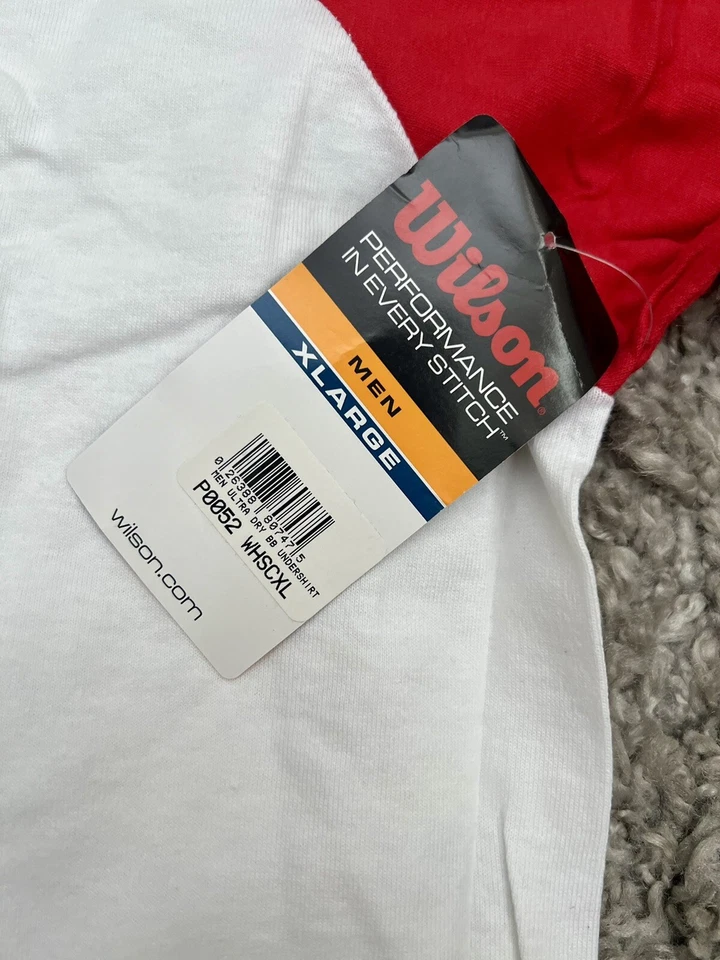 Wilson®
PERFORMANCE
IN EVERY STITCH™
MEN
XLARGE
0 26388 80747 5
MEN ULTRA DRY BB UNDERSHIRT
P0052 WHSCXL
wilson.com